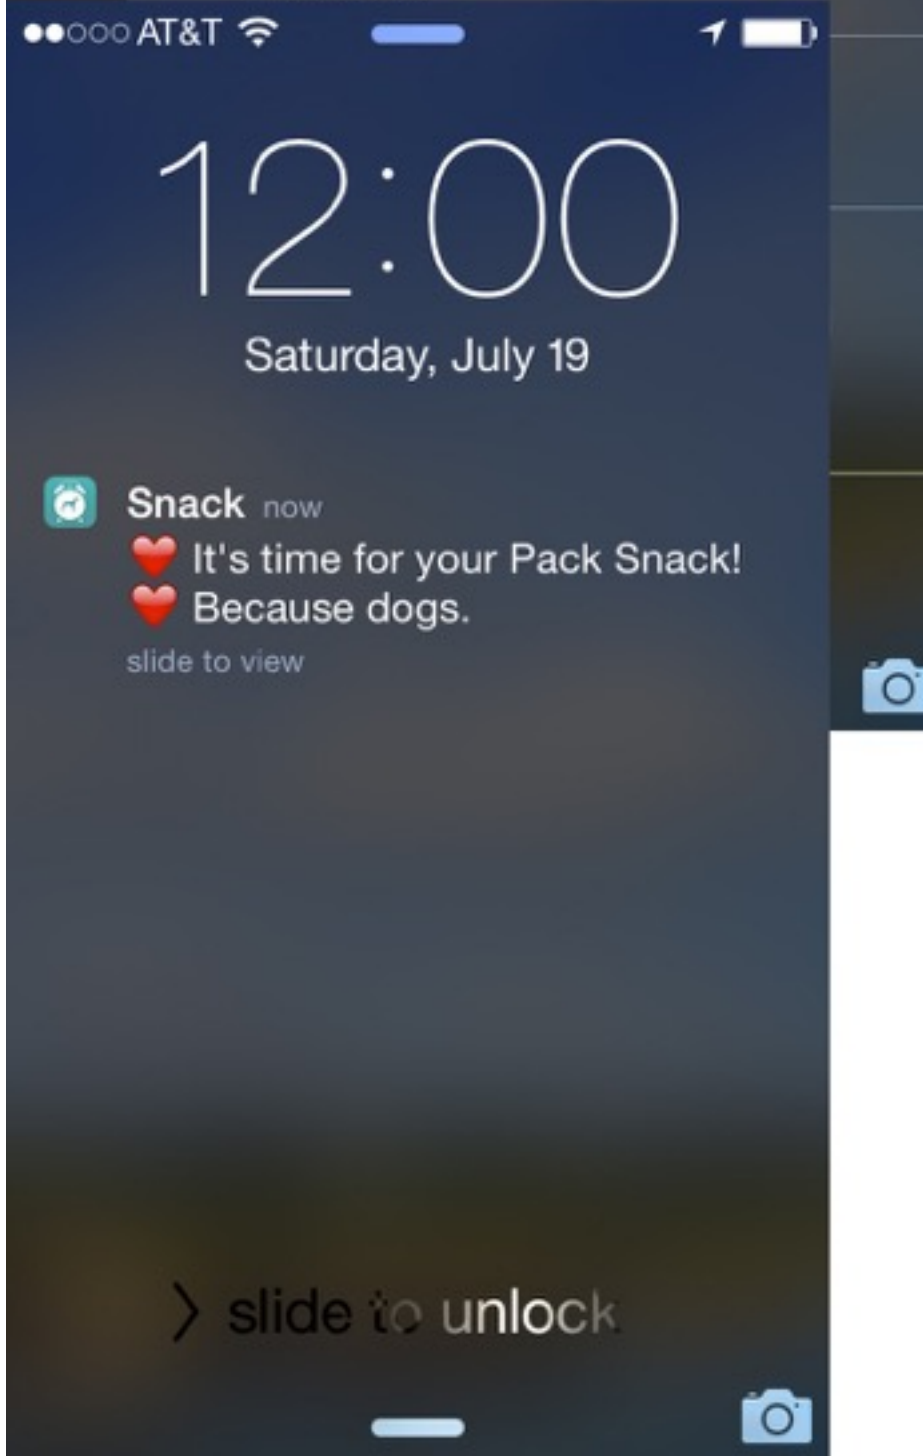 AT&T
12:00
Saturday, July 19
Snack now
❤️ It's time for your Pack Snack!
❤️ Because dogs.
slide to view
> slide to unlock